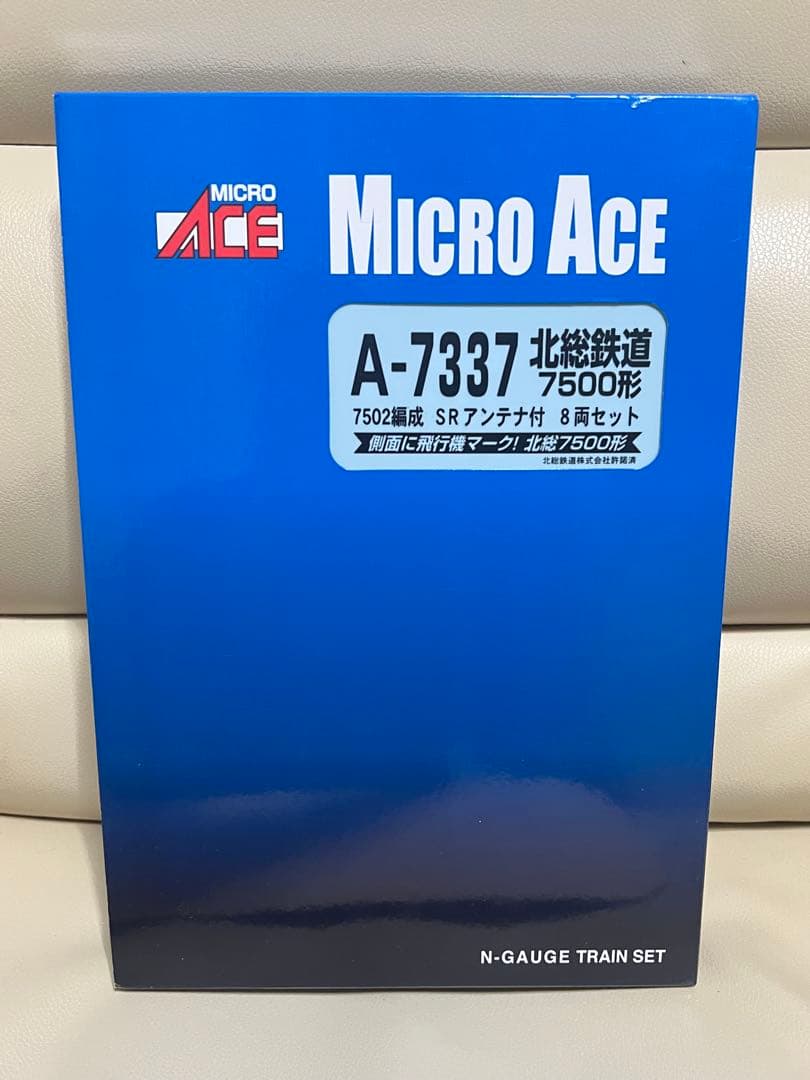 MICRO
ACE
MICRO ACE
A-7337 北総鉄道
7500形
7502編成 SRアンテナ付 8両セット
側面に飛行機マーク! 北総7500形
北総鉄道株式会社許諾済
N-GAUGE TRAIN SET